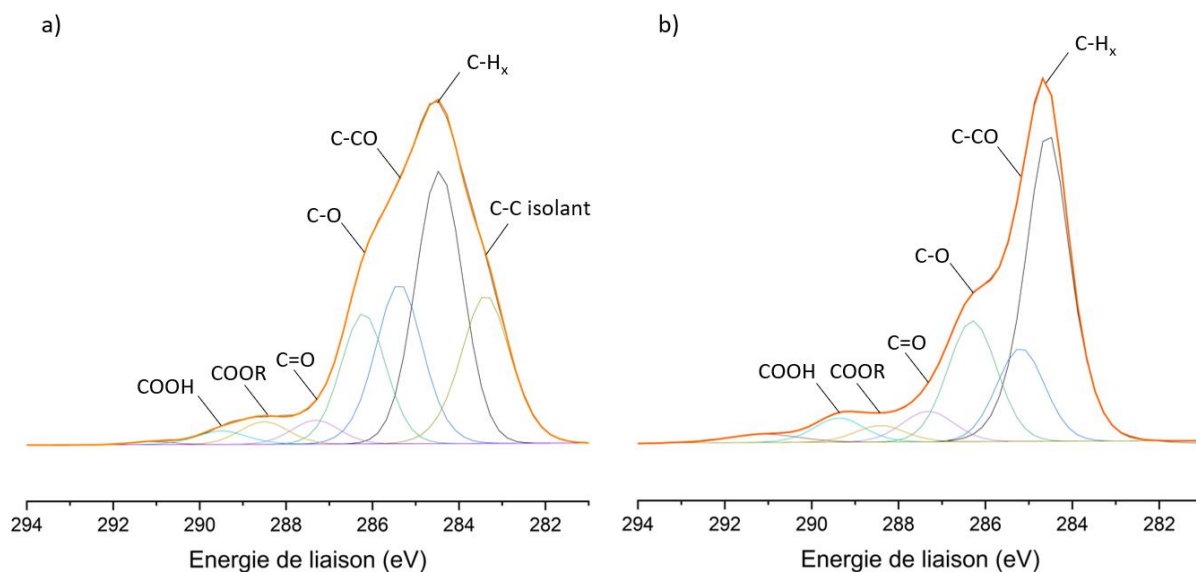 a)
C-Hₓ
C-CO
C-O
C-C isolant
C=O
COOR
COOH
294 292 290 288 286 284 282
Energie de liaison (eV)
b)
C-Hₓ
C-CO
C-O
C=O
COOH COOR
294 292 290 288 286 284 282
Energie de liaison (eV)